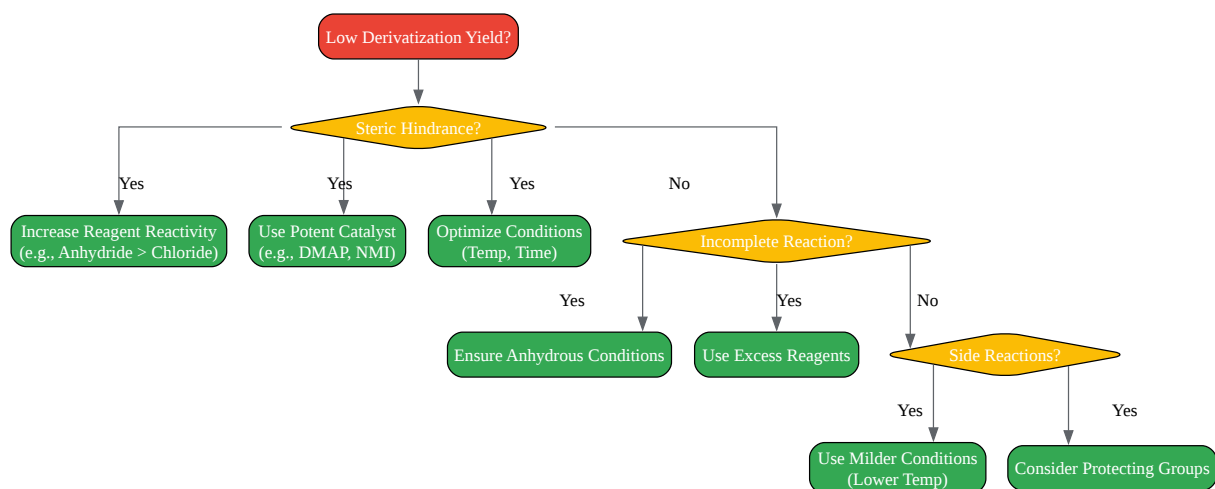 Low Derivatization Yield?
Steric Hindrance?
Yes
Yes
Yes
No
Increase Reagent Reactivity
(e.g., Anhydride > Chloride)
Use Potent Catalyst
(e.g., DMAP, NMI)
Optimize Conditions
(Temp, Time)
Incomplete Reaction?
Yes
Yes
No
Ensure Anhydrous Conditions
Use Excess Reagents
Side Reactions?
Yes
Yes
Use Milder Conditions
(Lower Temp)
Consider Protecting Groups